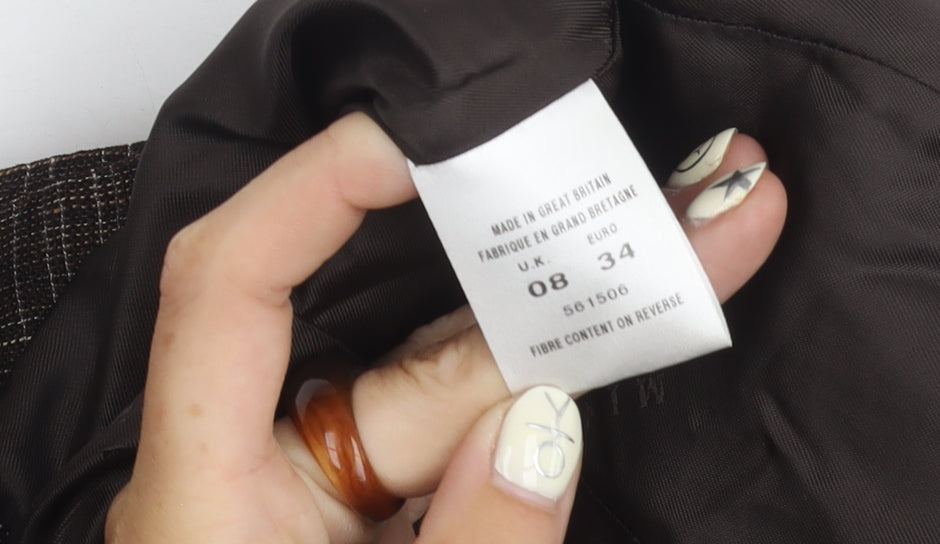 MADE IN GREAT BRITAIN
FABRIQUE EN GRAND BRETAGNE
U.K. EURO
08 34
561506
FIBRE CONTENT ON REVERSE